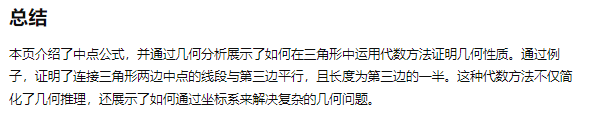 总结
本页介绍了中点公式，并通过几何分析展示了如何在三角形中运用代数方法证明几何性质。通过例
子，证明了连接三角形两边中点的线段与第三边平行，且长度为第三边的一半。这种代数方法不仅简
化了几何推理，还展示了如何通过坐标系来解决复杂的几何问题。